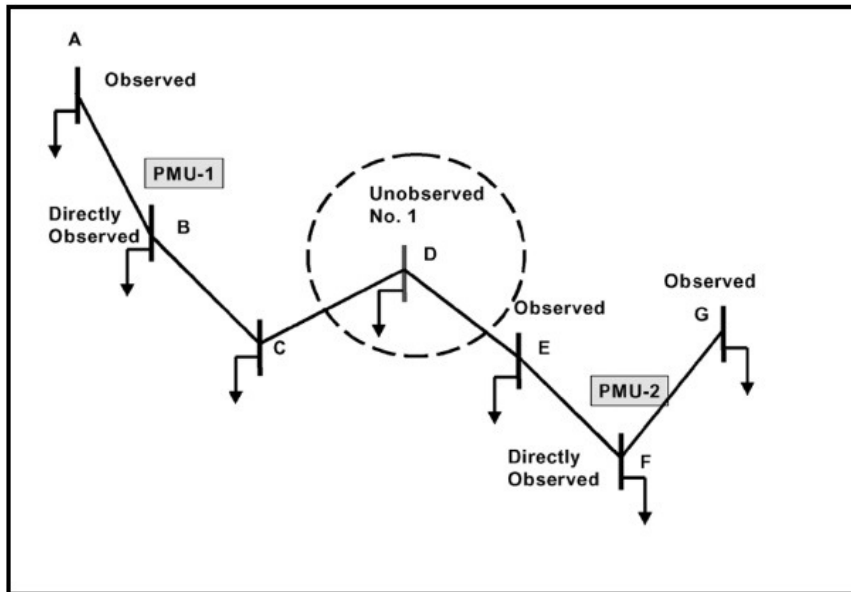 A
Observed
PMU-1
Directly
Observed
B
Unobserved
No. 1
D
C
Observed
E
Observed
G
PMU-2
Directly
Observed
F